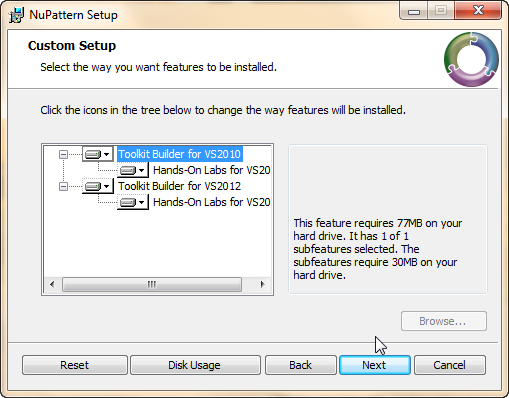 NuPattern Setup
Custom Setup
Select the way you want features to be installed.
Click the icons in the tree below to change the way features will be installed.
Toolkit Builder for VS2010
Hands-On Labs for VS20
Toolkit Builder for VS2012
Hands-On Labs for VS20
This feature requires 77MB on your
hard drive. It has 1 of 1
subfeatures selected. The
subfeatures require 30MB on your
hard drive.
Browse...
Reset Disk Usage Back Next Cancel